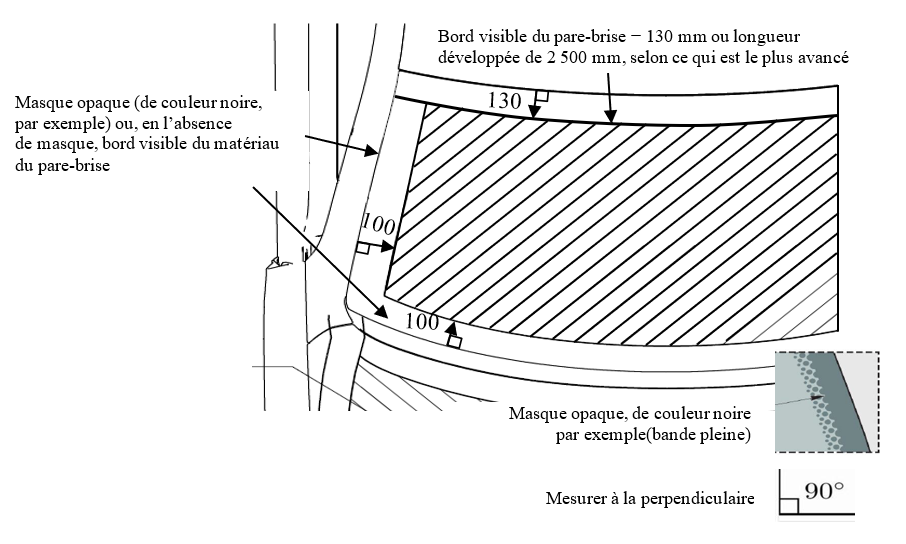 Bord visible du pare-brise − 130 mm ou longueur
développée de 2 500 mm, selon ce qui est le plus avancé
Masque opaque (de couleur noire,
par exemple) ou, en l’absence
de masque, bord visible du matériau
du pare-brise
130
100
100
Masque opaque, de couleur noire
par exemple(bande pleine)
Mesurer à la perpendiculaire
90°